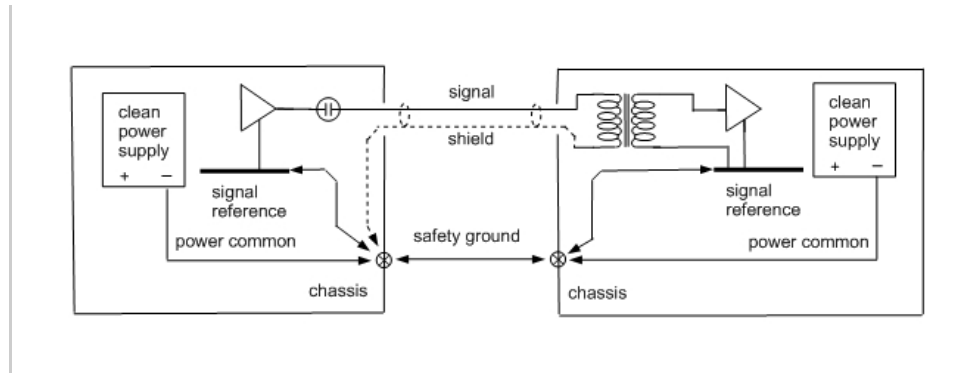 clean
power
supply
+ −
signal
reference
power common
chassis
signal
shield
safety ground
chassis
signal
reference
power common
clean
power
supply
+ −